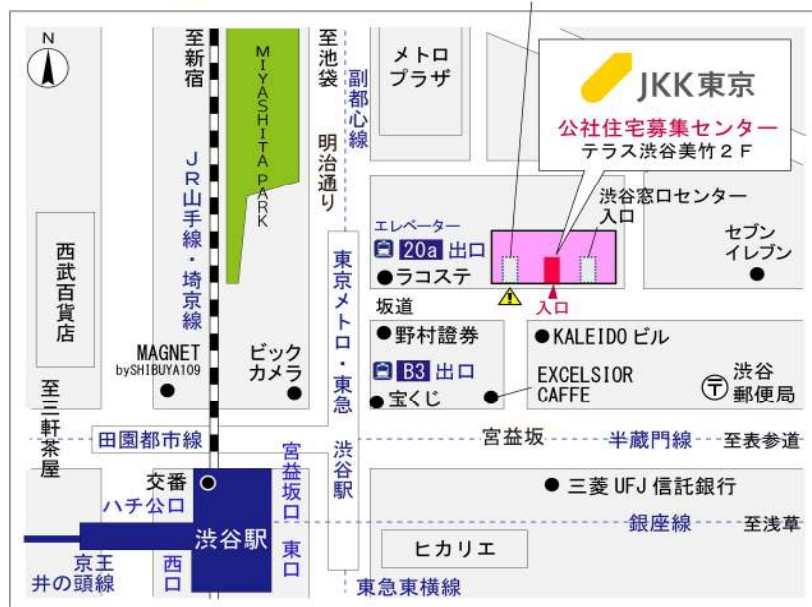 N
至新宿
MIYASHITA PARK
至池袋
副都心線
明治通り
メトロ
プラザ
JKK東京
公社住宅募集センター
テラス渋谷美竹2F
JR山手線・埼京線
西武百貨店
エレベーター
20a 出口
ラコステ
渋谷窓口センター
入口
セブン
イレブン
入口
坂道
東京メトロ・東急 渋谷駅
野村證券
KALEIDO ビル
MAGNET
bySHIBUYA109
ビック
カメラ
B3 出口
宝くじ
EXCELSIOR
CAFFE
〒
渋谷
郵便局
至三軒茶屋
田園都市線
宮益坂
半蔵門線
至表参道
交番
ハチ公口
宮益坂口
三菱 UFJ 信託銀行
渋谷駅
東口
西口
銀座線
至浅草
京王
井の頭線
ヒカリエ
東急東横線